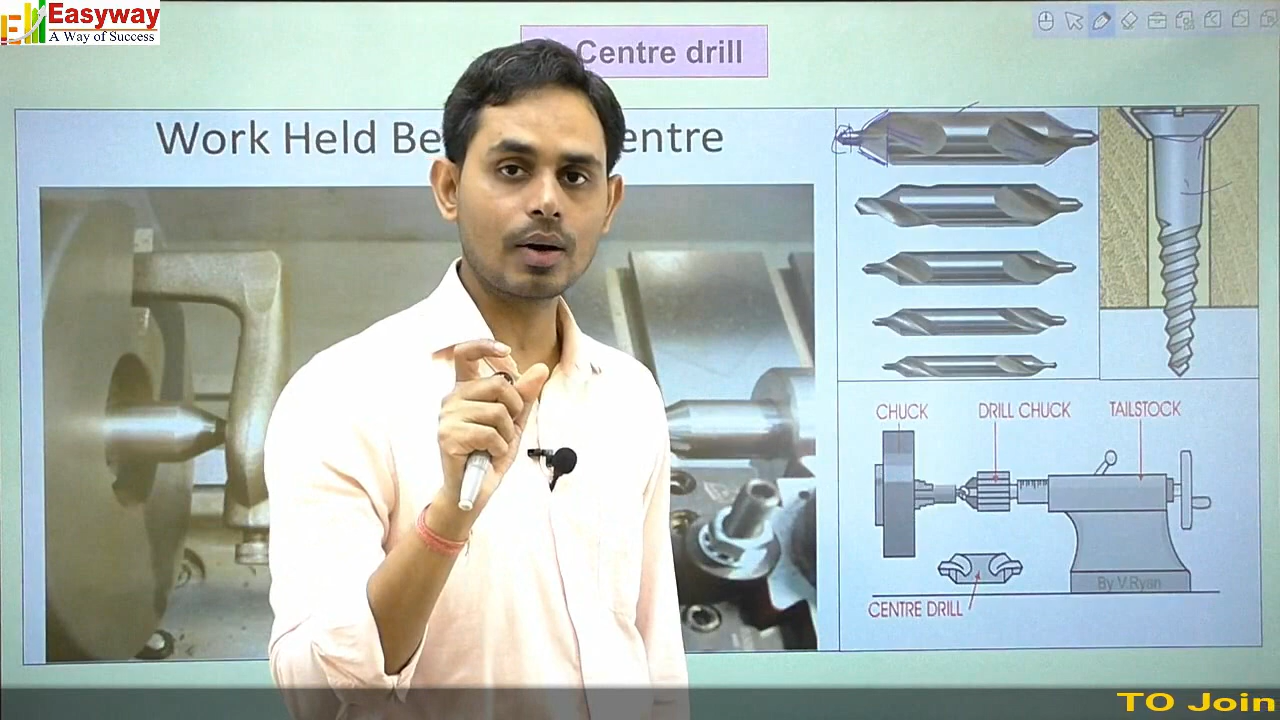 Easyway
A Way of Success
Centre drill
Work Held Be entre
CHUCK
DRILL CHUCK
TAILSTOCK
By V.Ryan
CENTRE DRILL
TO Join